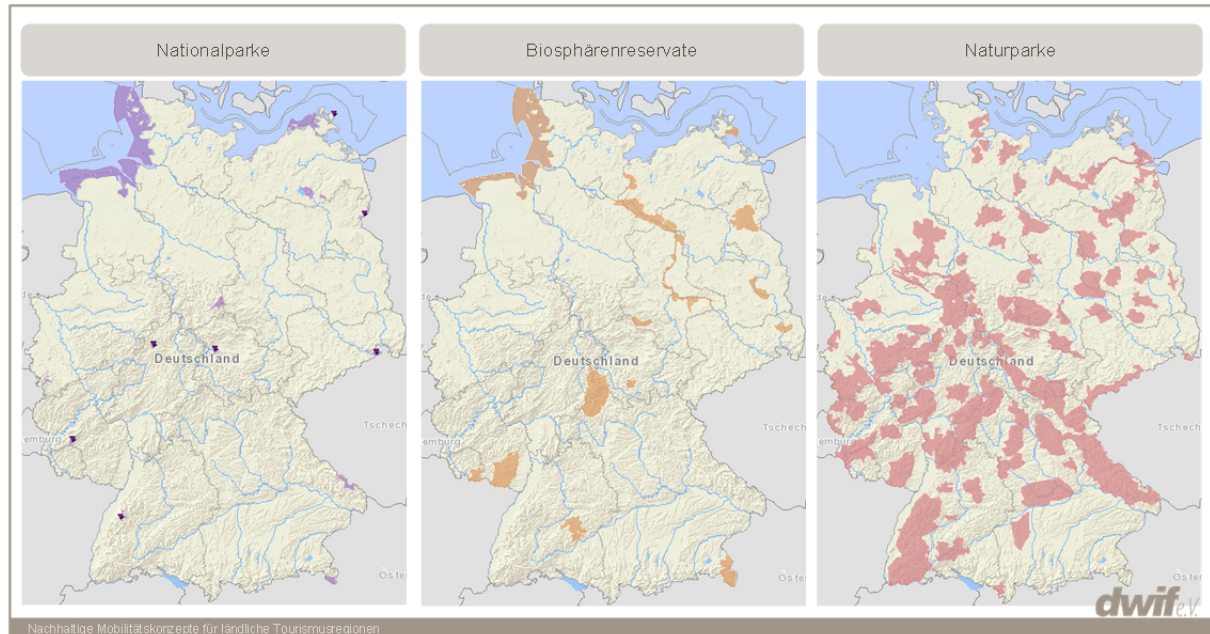 Nationalparke
Biosphärenreservate
Naturparke
Deutschland
Deutschland
Deutschland
emburg
Tschech
Öster
emburg
Tschech
Öster
emburg
Tschech
Öster
dwif e.V.
Nachhaltige Mobilitätskonzepte für ländliche Tourismusregionen